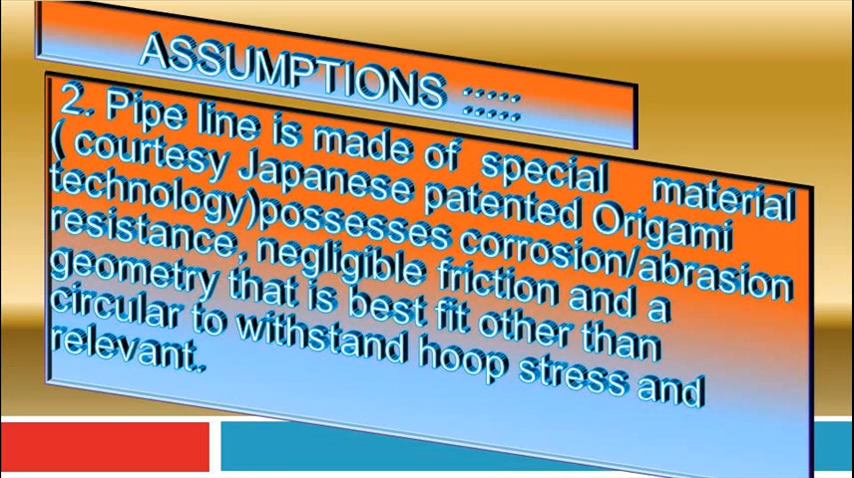 ASSUMPTIONS :::::
2. Pipe line is made of special material
( courtesy Japanese patented Origami
technology)possesses corrosion/abrasion
resistance, negligible friction and a
geometry that is best fit other than
circular to withstand hoop stress and
relevant.